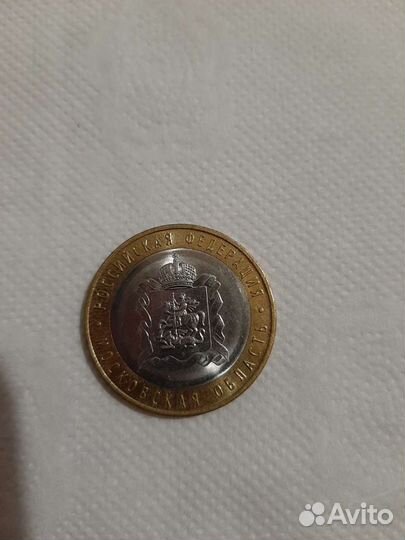 РОССИЙСКАЯ ФЕДЕРАЦИЯ
МОСКОВСКАЯ ОБЛАСТЬ
Avito